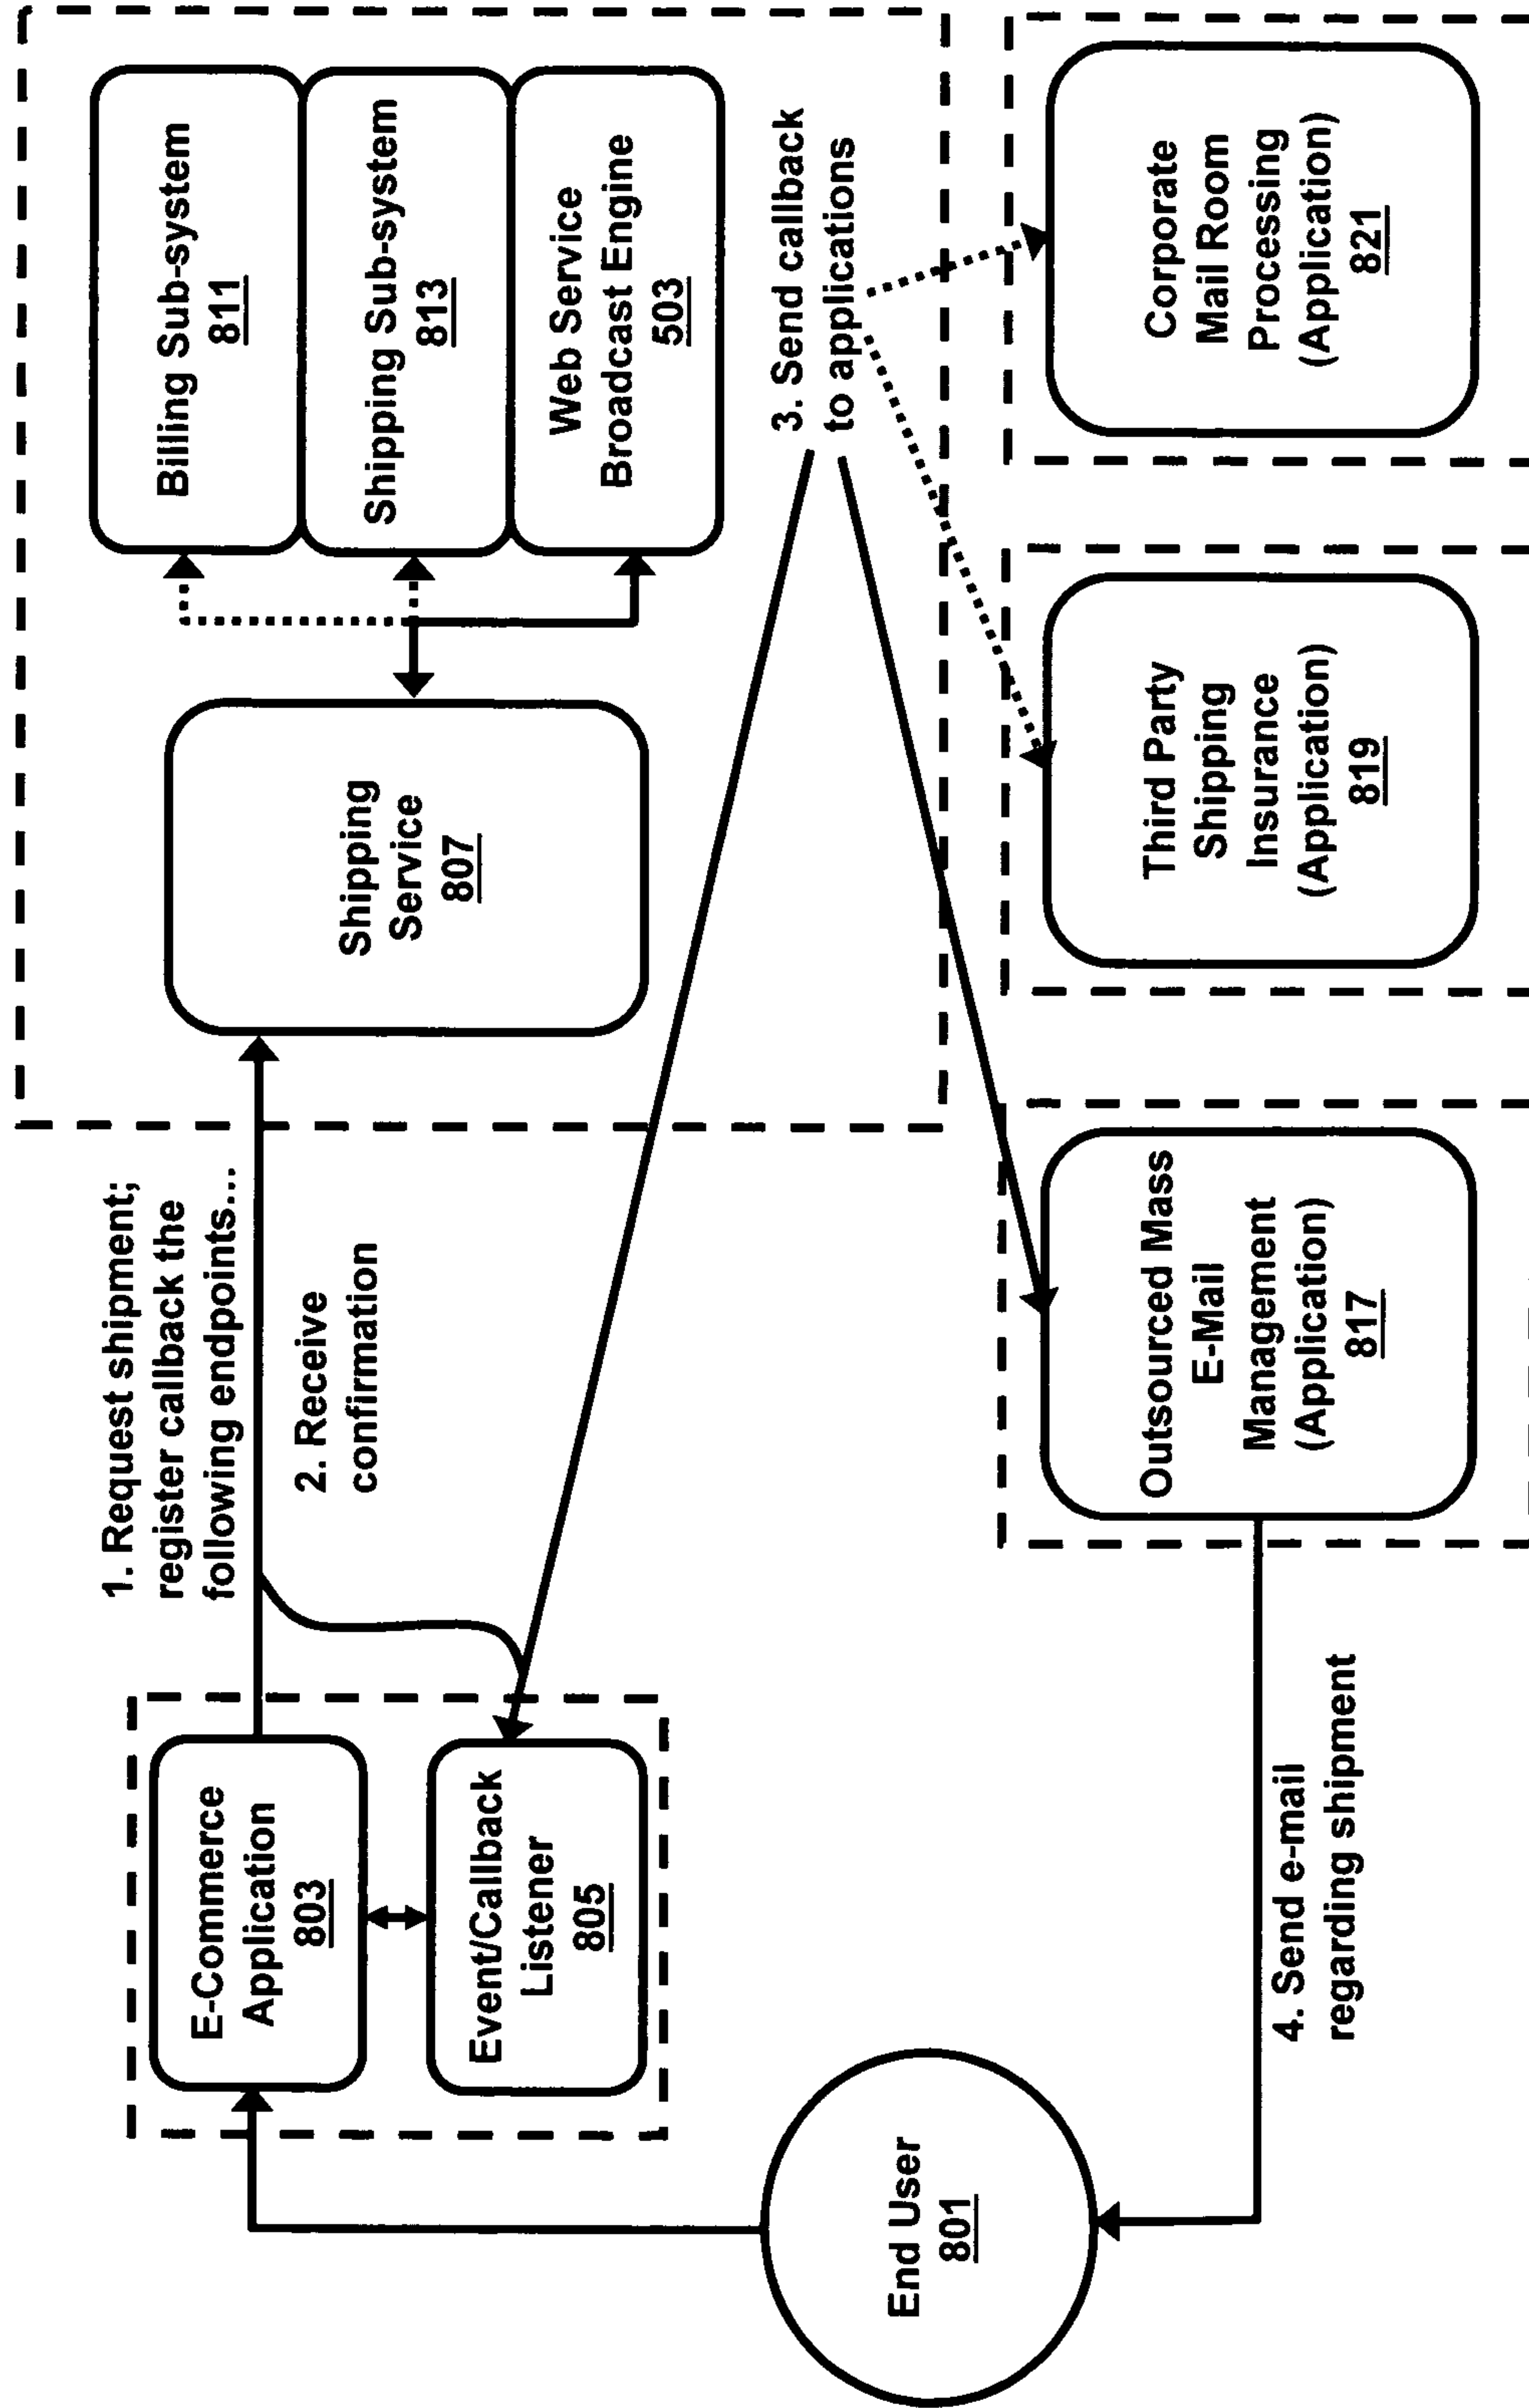 E-Commerce
Application
803
Event/Callback
Listener
805
End User
801
1. Request shipment;
register callback the
following endpoints...
2. Receive
confirmation
Shipping
Service
807
Billing Sub-system
811
Shipping Sub-system
813
Web Service
Broadcast Engine
503
3. Send callback
to applications
4. Send e-mail
regarding shipment
Outsourced Mass
E-Mail
Management
(Application)
817
Third Party
Shipping
Insurance
(Application)
819
Corporate
Mail Room
Processing
(Application)
821